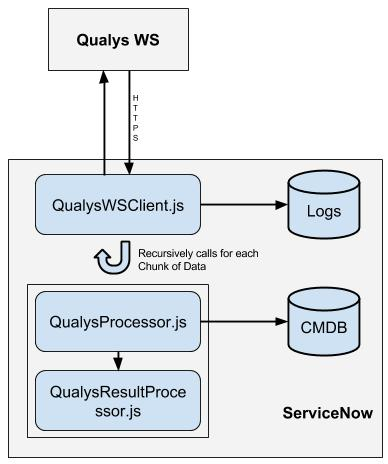 Qualys WS
HTTPS
QualysWSClient.js
Logs
Recursively calls for each
Chunk of Data
QualysProcessor.js
CMDB
QualysResultProce
ssor.js
ServiceNow